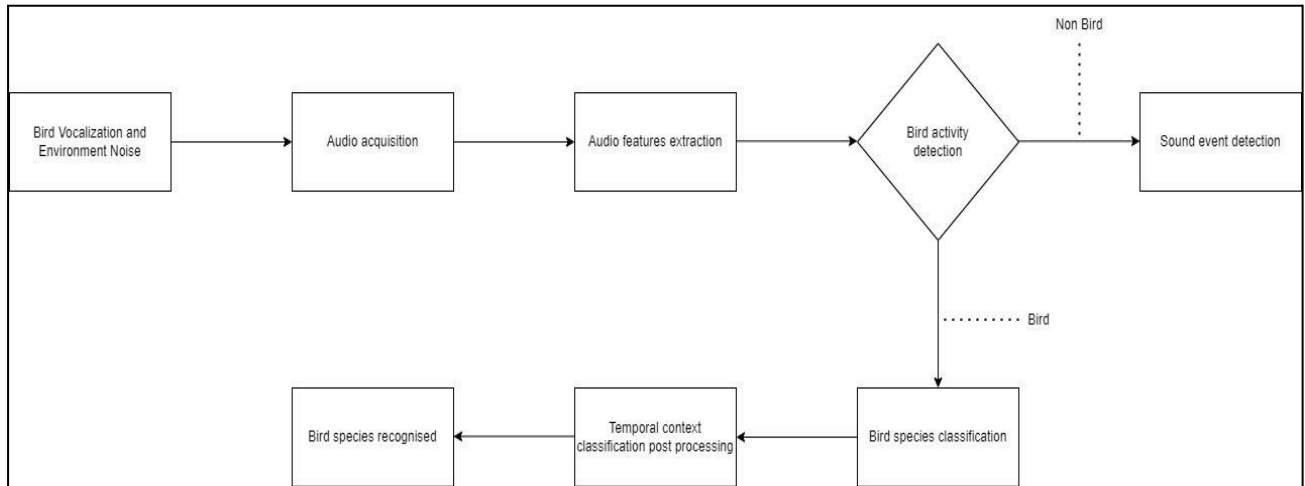 Non Bird
Bird Vocalization and
Environment Noise
Audio acquisition
Audio features extraction
Bird activity
detection
Sound event detection
Bird
Bird species recognised
Temporal context
classification post processing
Bird species classification